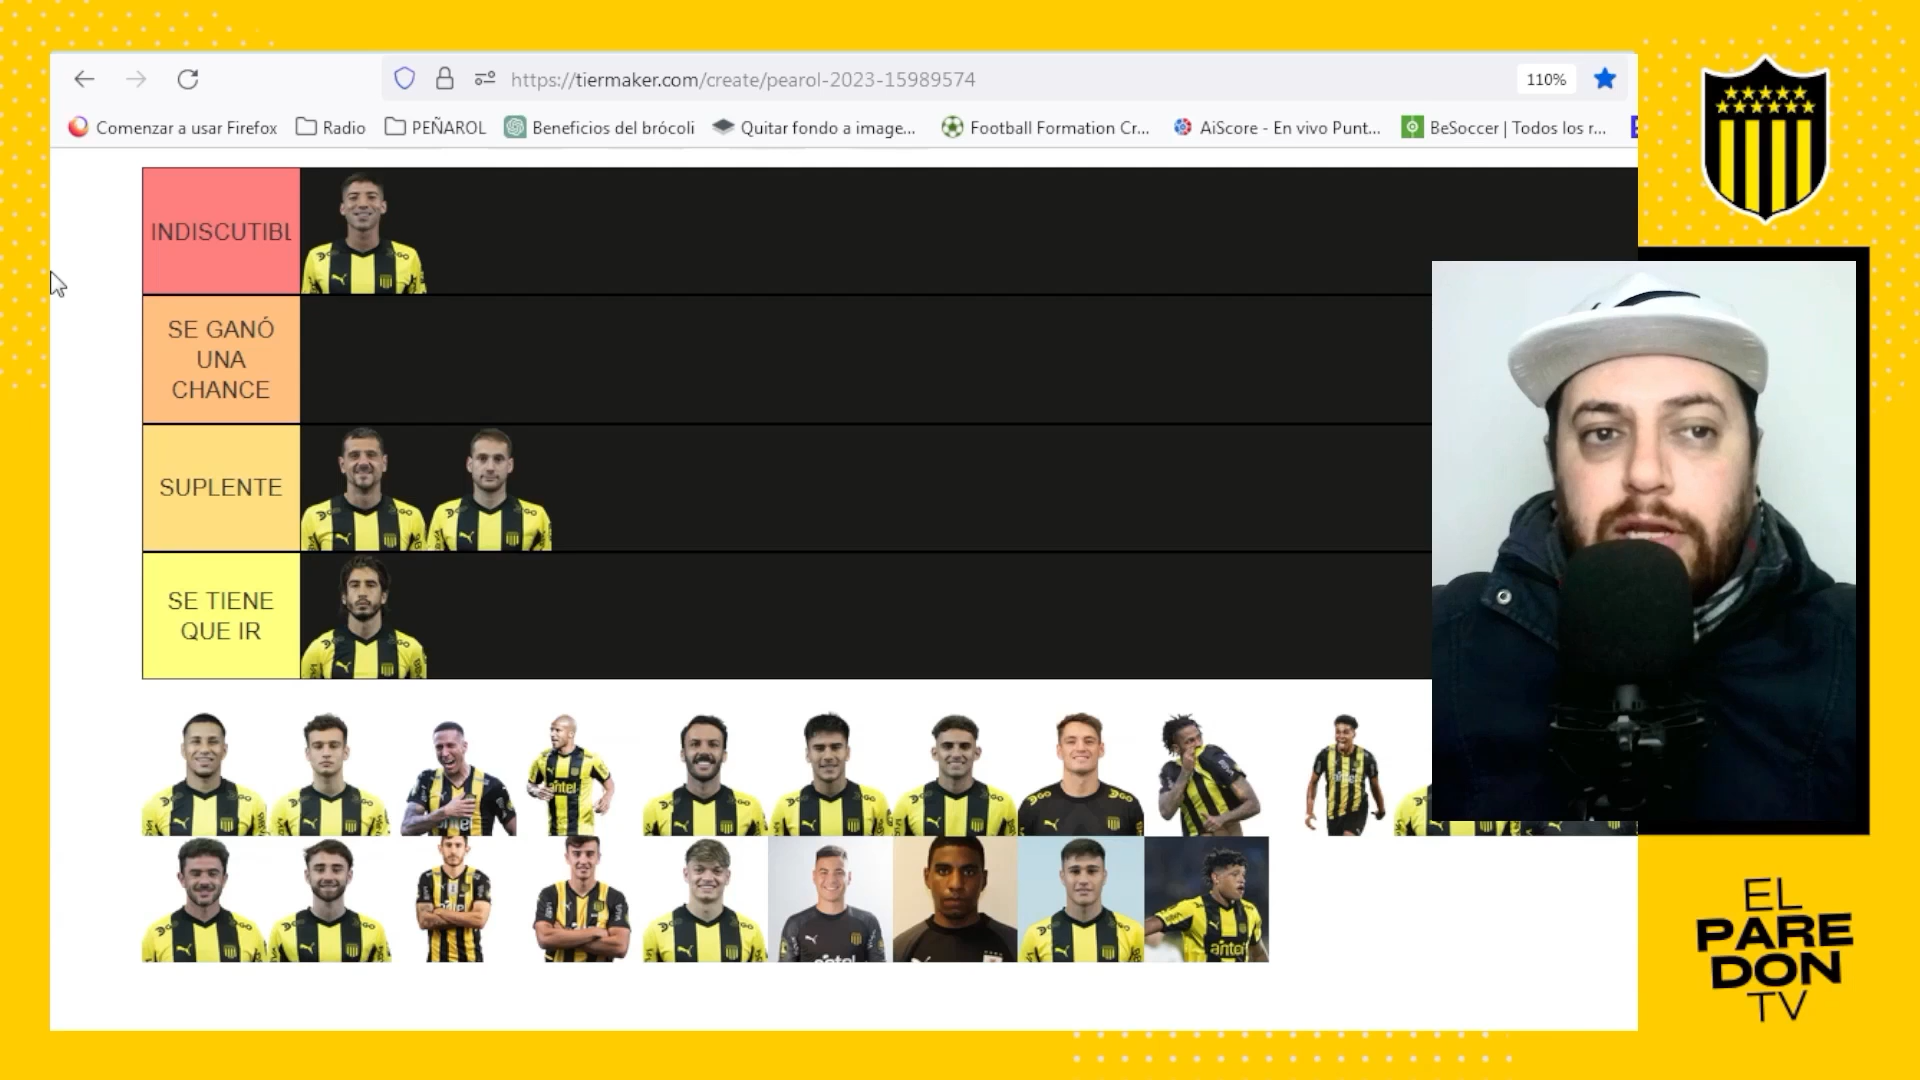 https://tiermaker.com/create/pearol-2023-15989574
110%
Comenzar a usar Firefox
Radio
PEÑAROL
Beneficios del brócoli
Quitar fondo a image...
Football Formation Cr...
AiScore - En vivo Punt...
BeSoccer | Todos los r...
INDISCUTIBL
SE GANÓ
UNA
CHANCE
SUPLENTE
SE TIENE
QUE IR
antel
antel
EL
PARE
DON
TV